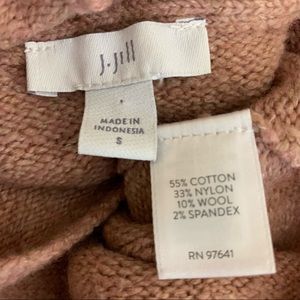 J.Jill
MADE IN
INDONESIA
S
55% COTTON
33% NYLON
10% WOOL
2% SPANDEX
RN 97641